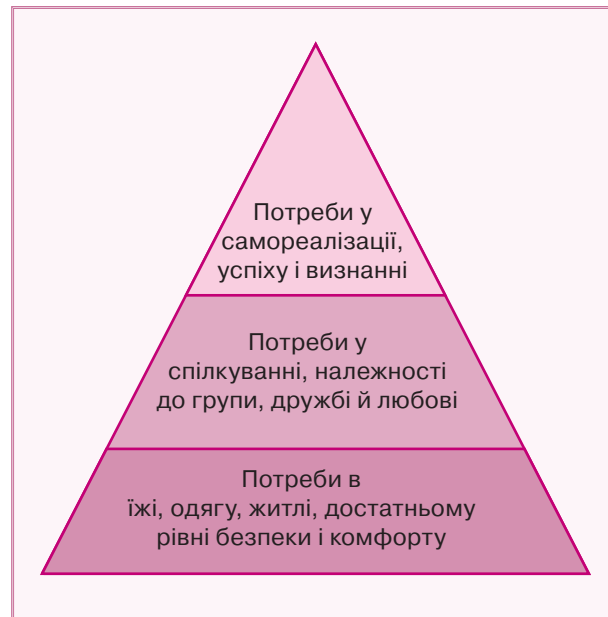 Потреби у
самореалізації,
успіху і визнанні
Потреби у
спілкуванні, належності
до групи, дружбі й любові
Потреби в
їжі, одягу, житлі, достатньому
рівні безпеки і комфорту